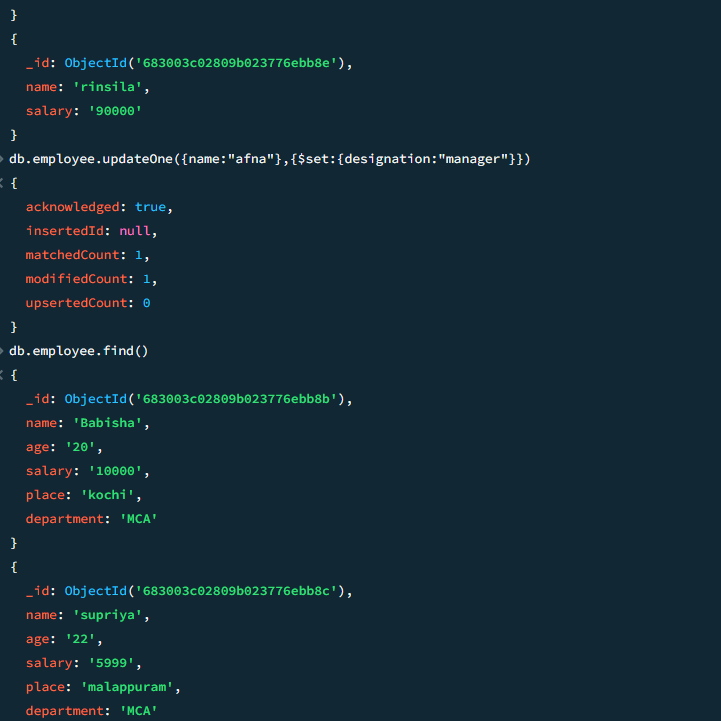 }
{
_id: ObjectId('683003c02809b023776ebb8e'),
name: 'rinsila',
salary: '90000'
}
db.employee.updateOne({name:"afna"},{$set:{designation:"manager"}})
{
acknowledged: true,
insertedId: null,
matchedCount: 1,
modifiedCount: 1,
upsertedCount: 0
}
db.employee.find()
{
_id: ObjectId('683003c02809b023776ebb8b'),
name: 'Babisha',
age: '20',
salary: '10000',
place: 'kochi',
department: 'MCA'
}
{
_id: ObjectId('683003c02809b023776ebb8c'),
name: 'supriya',
age: '22',
salary: '5999',
place: 'malappuram',
department: 'MCA'